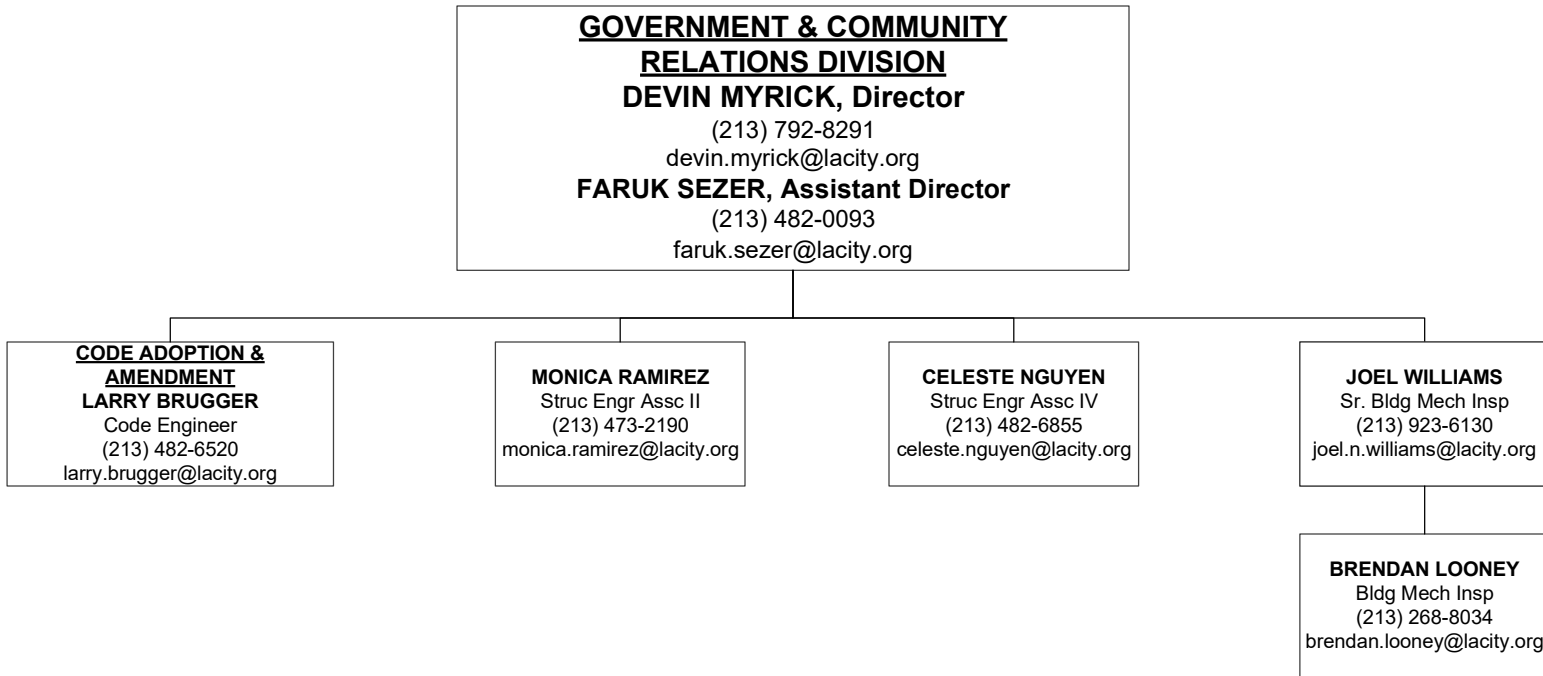 GOVERNMENT & COMMUNITY
RELATIONS DIVISION
DEVIN MYRICK, Director
(213) 792-8291
devin.myrick@lacity.org
FARUK SEZER, Assistant Director
(213) 482-0093
faruk.sezer@lacity.org
CODE ADOPTION &
AMENDMENT
LARRY BRUGGER
Code Engineer
(213) 482-6520
larry.brugger@lacity.org
MONICA RAMIREZ
Struc Engr Assc II
(213) 473-2190
monica.ramirez@lacity.org
CELESTE NGUYEN
Struc Engr Assc IV
(213) 482-6855
celeste.nguyen@lacity.org
JOEL WILLIAMS
Sr. Bldg Mech Insp
(213) 923-6130
joel.n.williams@lacity.org
BRENDAN LOONEY
Bldg Mech Insp
(213) 268-8034
brendan.looney@lacity.org